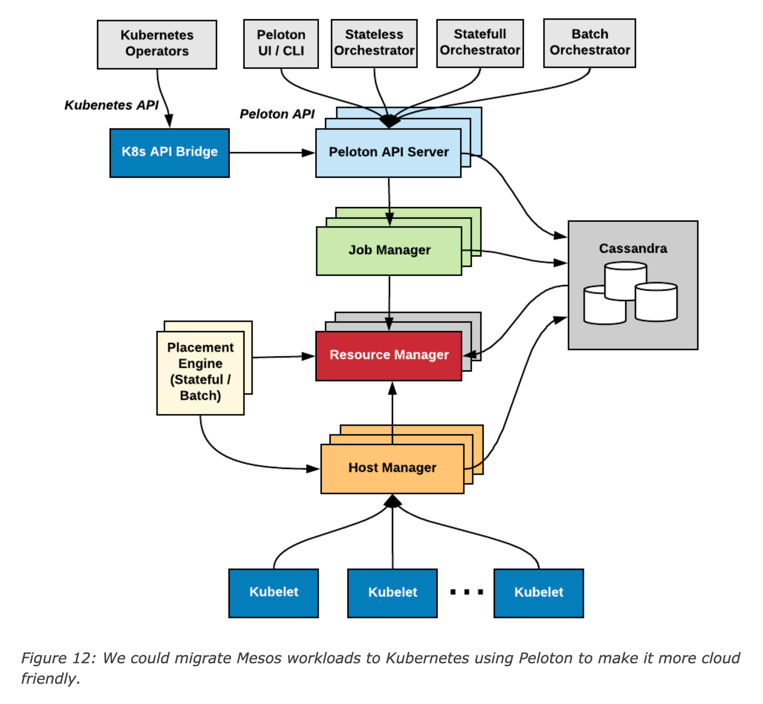 Kubernetes
Operators
Peloton
UI / CLI
Stateless
Orchestrator
Statefull
Orchestrator
Batch
Orchestrator
Kubenetes API
Peloton API
K8s API Bridge
Peloton API Server
Job Manager
Cassandra
Placement
Engine
(Stateful /
Batch)
Resource Manager
Host Manager
Kubelet
Kubelet
Kubelet
Figure 12: We could migrate Mesos workloads to Kubernetes using Peloton to make it more cloud
friendly.